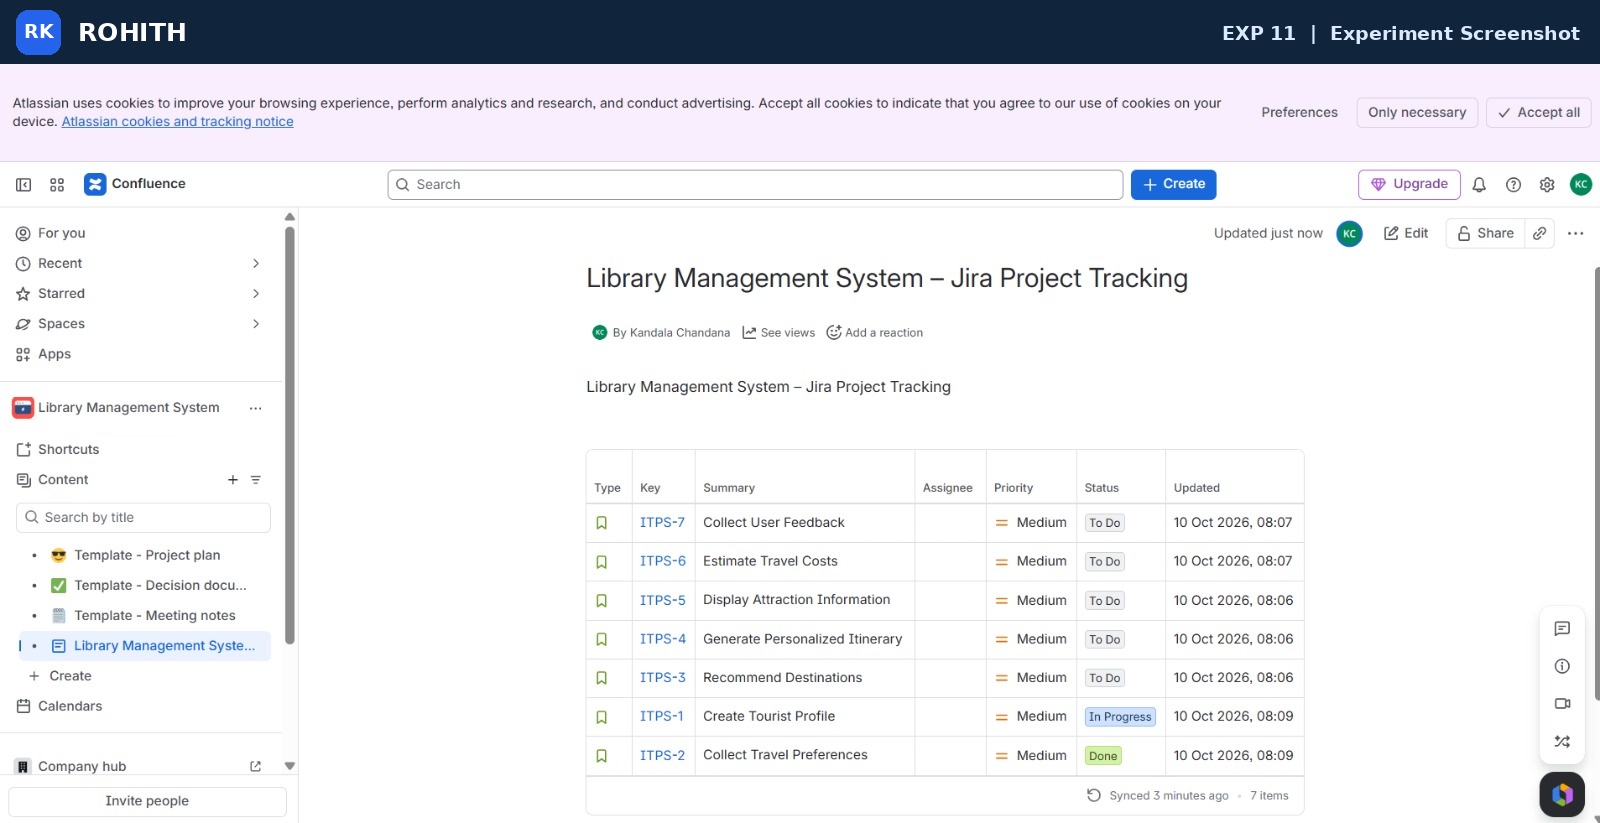 RK ROHITH
EXP 11 | Experiment Screenshot
Atlassian uses cookies to improve your browsing experience, perform analytics and research, and conduct advertising. Accept all cookies to indicate that you agree to our use of cookies on your
device. Atlassian cookies and tracking notice
Preferences
Only necessary
Accept all
Confluence
Search
Create
Upgrade
KC
For you
Recent
Starred
Spaces
Apps
Library Management System
Shortcuts
Content
Search by title
Template - Project plan
Template - Decision docu...
Template - Meeting notes
Library Management Syste...
Create
Calendars
Company hub
Invite people
Updated just now
KC
Edit
Share
Library Management System – Jira Project Tracking
KC By Kandala Chandana
See views
Add a reaction
Library Management System – Jira Project Tracking
Type Key Summary Assignee Priority Status Updated
ITPS-7 Collect User Feedback Medium To Do 10 Oct 2026, 08:07
ITPS-6 Estimate Travel Costs Medium To Do 10 Oct 2026, 08:07
ITPS-5 Display Attraction Information Medium To Do 10 Oct 2026, 08:06
ITPS-4 Generate Personalized Itinerary Medium To Do 10 Oct 2026, 08:06
ITPS-3 Recommend Destinations Medium To Do 10 Oct 2026, 08:06
ITPS-1 Create Tourist Profile Medium In Progress 10 Oct 2026, 08:09
ITPS-2 Collect Travel Preferences Medium Done 10 Oct 2026, 08:09
Synced 3 minutes ago • 7 items